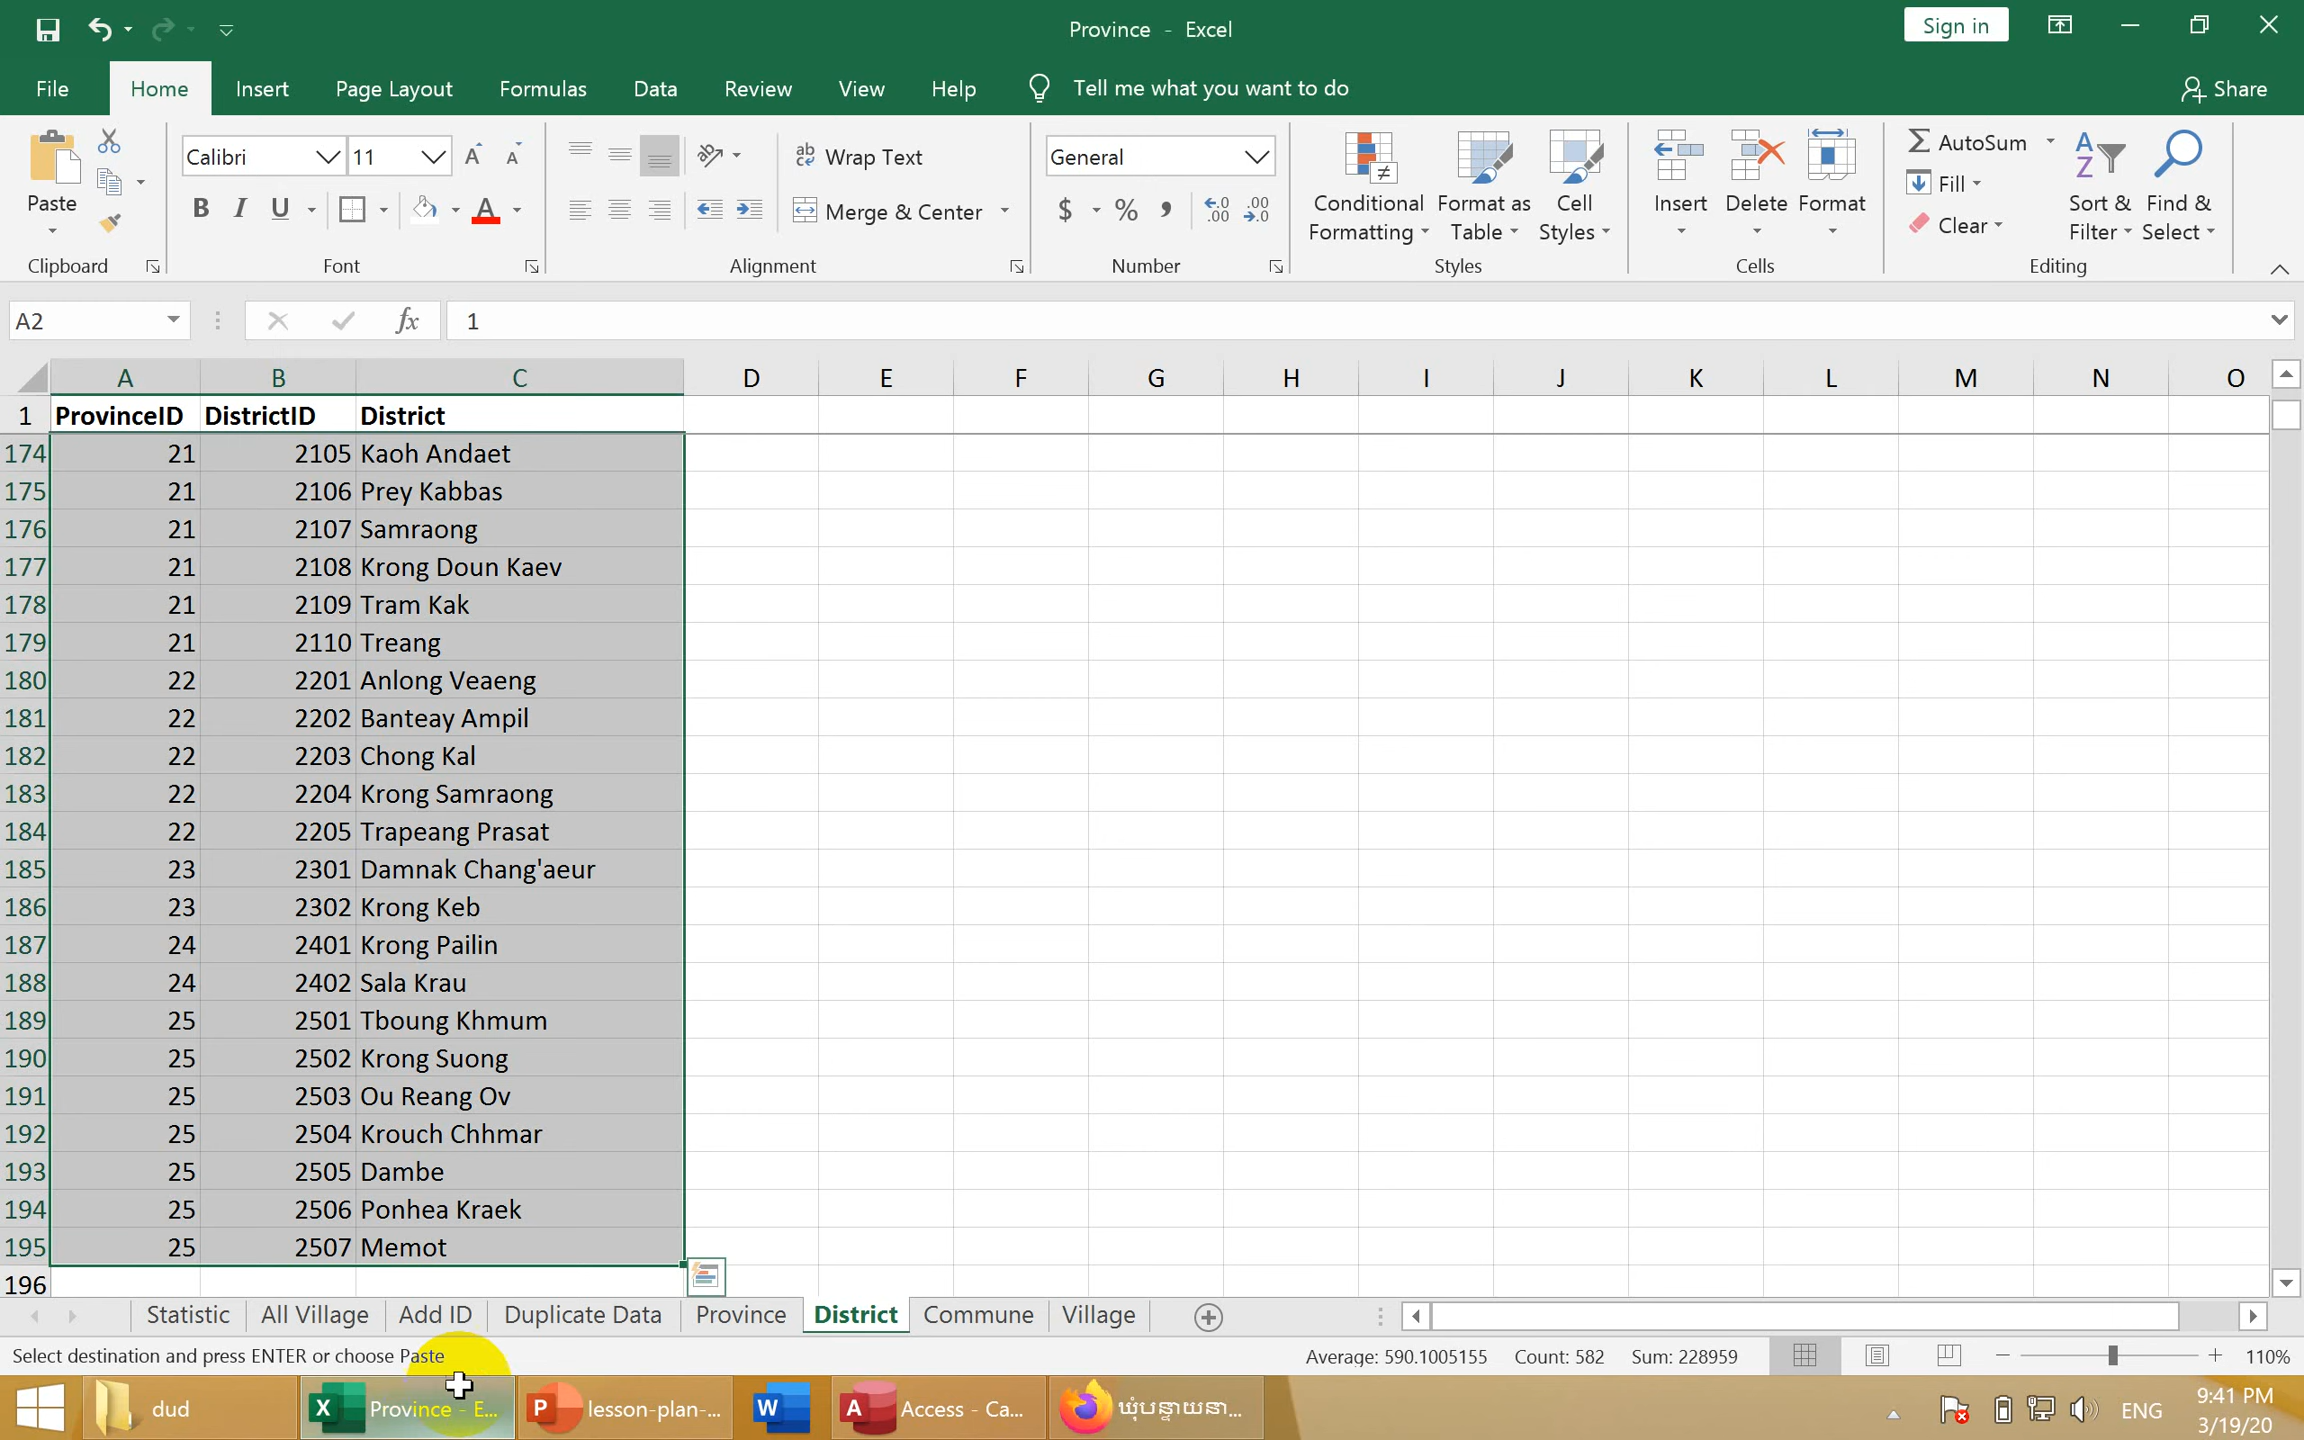 Province - Excel
Sign in
File Home Insert Page Layout Formulas Data Review View Help Tell me what you want to do Share
Paste
Clipboard
Calibri 11
B I U
Font
Wrap Text
Merge & Center
Alignment
General
$ % ,
Number
Conditional Formatting
Format as Table
Cell Styles
Styles
Insert Delete Format
Cells
AutoSum
Fill
Clear
Sort & Filter
Find & Select
Editing
A2 fx 1
A B C D E F G H I J K L M N O
1 ProvinceID DistrictID District
174 21 2105 Kaoh Andaet
175 21 2106 Prey Kabbas
176 21 2107 Samraong
177 21 2108 Krong Doun Kaev
178 21 2109 Tram Kak
179 21 2110 Treang
180 22 2201 Anlong Veaeng
181 22 2202 Banteay Ampil
182 22 2203 Chong Kal
183 22 2204 Krong Samraong
184 22 2205 Trapeang Prasat
185 23 2301 Damnak Chang'aeur
186 23 2302 Krong Keb
187 24 2401 Krong Pailin
188 24 2402 Sala Krau
189 25 2501 Tboung Khmum
190 25 2502 Krong Suong
191 25 2503 Ou Reang Ov
192 25 2504 Krouch Chhmar
193 25 2505 Dambe
194 25 2506 Ponhea Kraek
195 25 2507 Memot
196
Statistic All Village Add ID Duplicate Data Province District Commune Village
Select destination and press ENTER or choose Paste Average: 590.1005155 Count: 582 Sum: 228959 110%
dud Province - E... lesson-plan-... Access - Ca... ឃុំបន្ទាយនា... ENG 9:41 PM
3/19/20